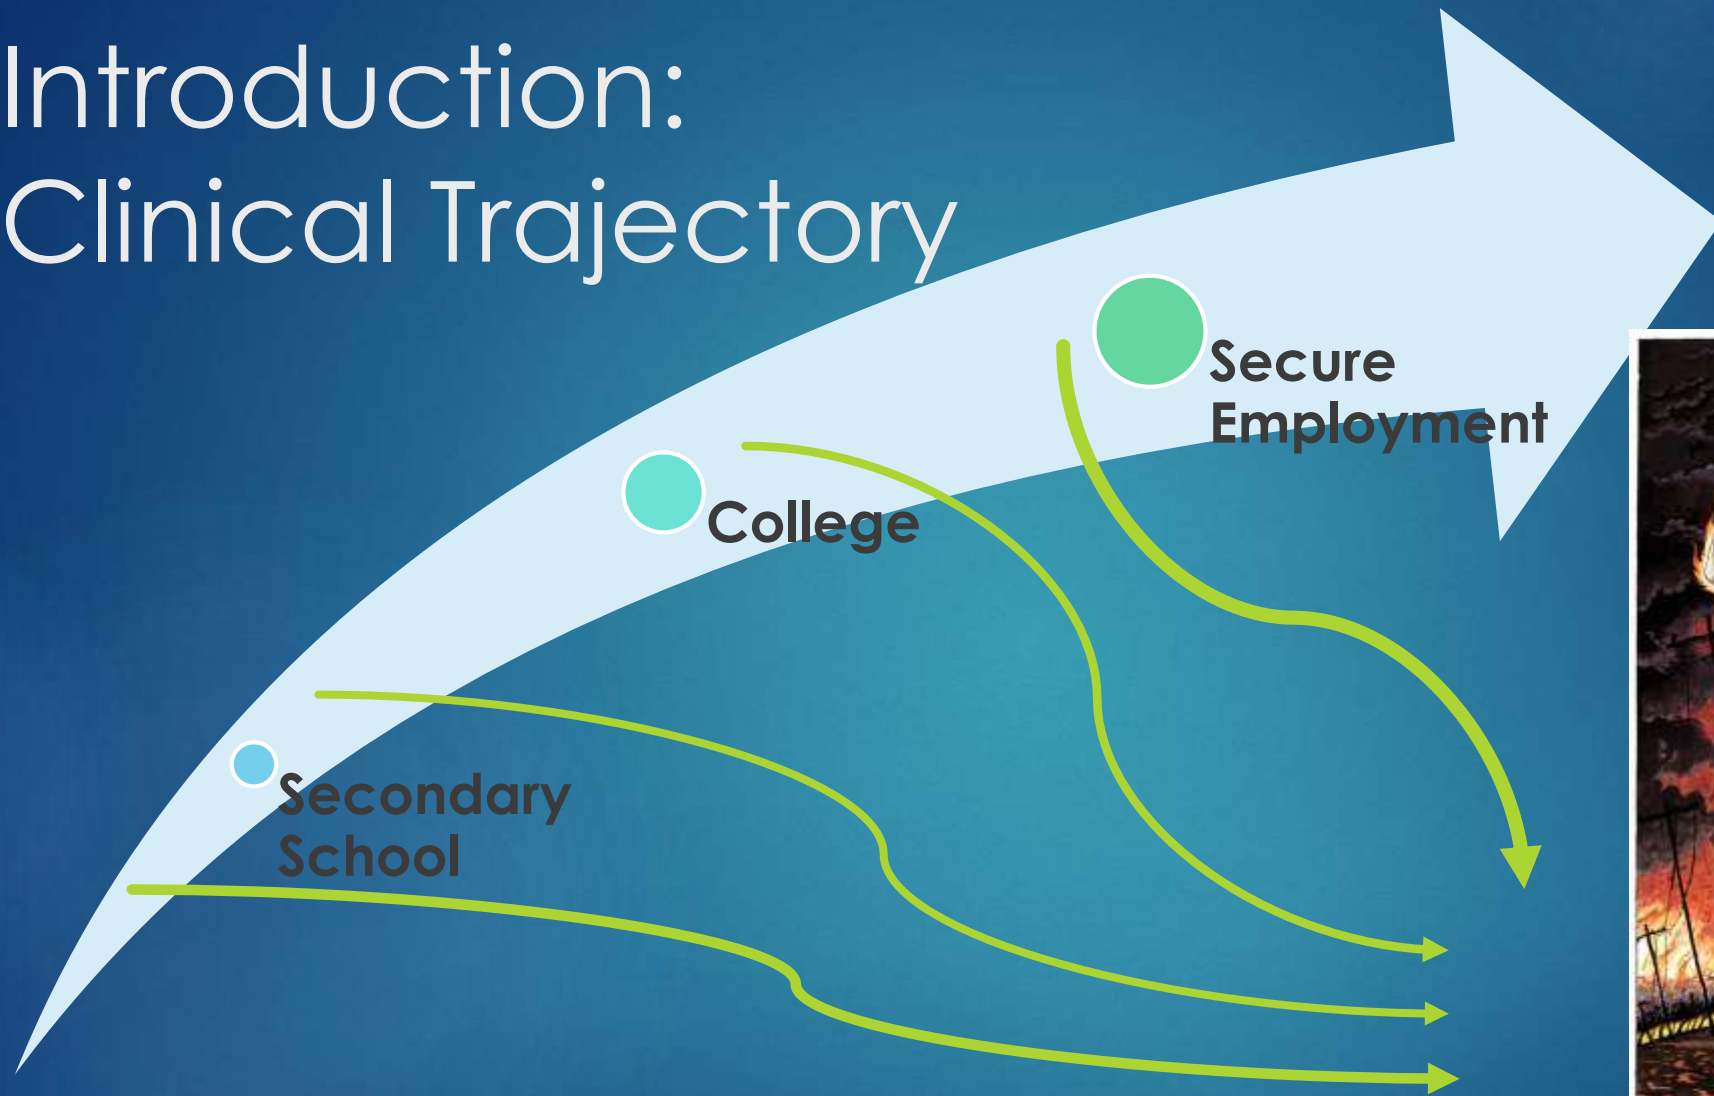 Introduction:
Clinical Trajectory
Secure
Employment
College
Secondary
School